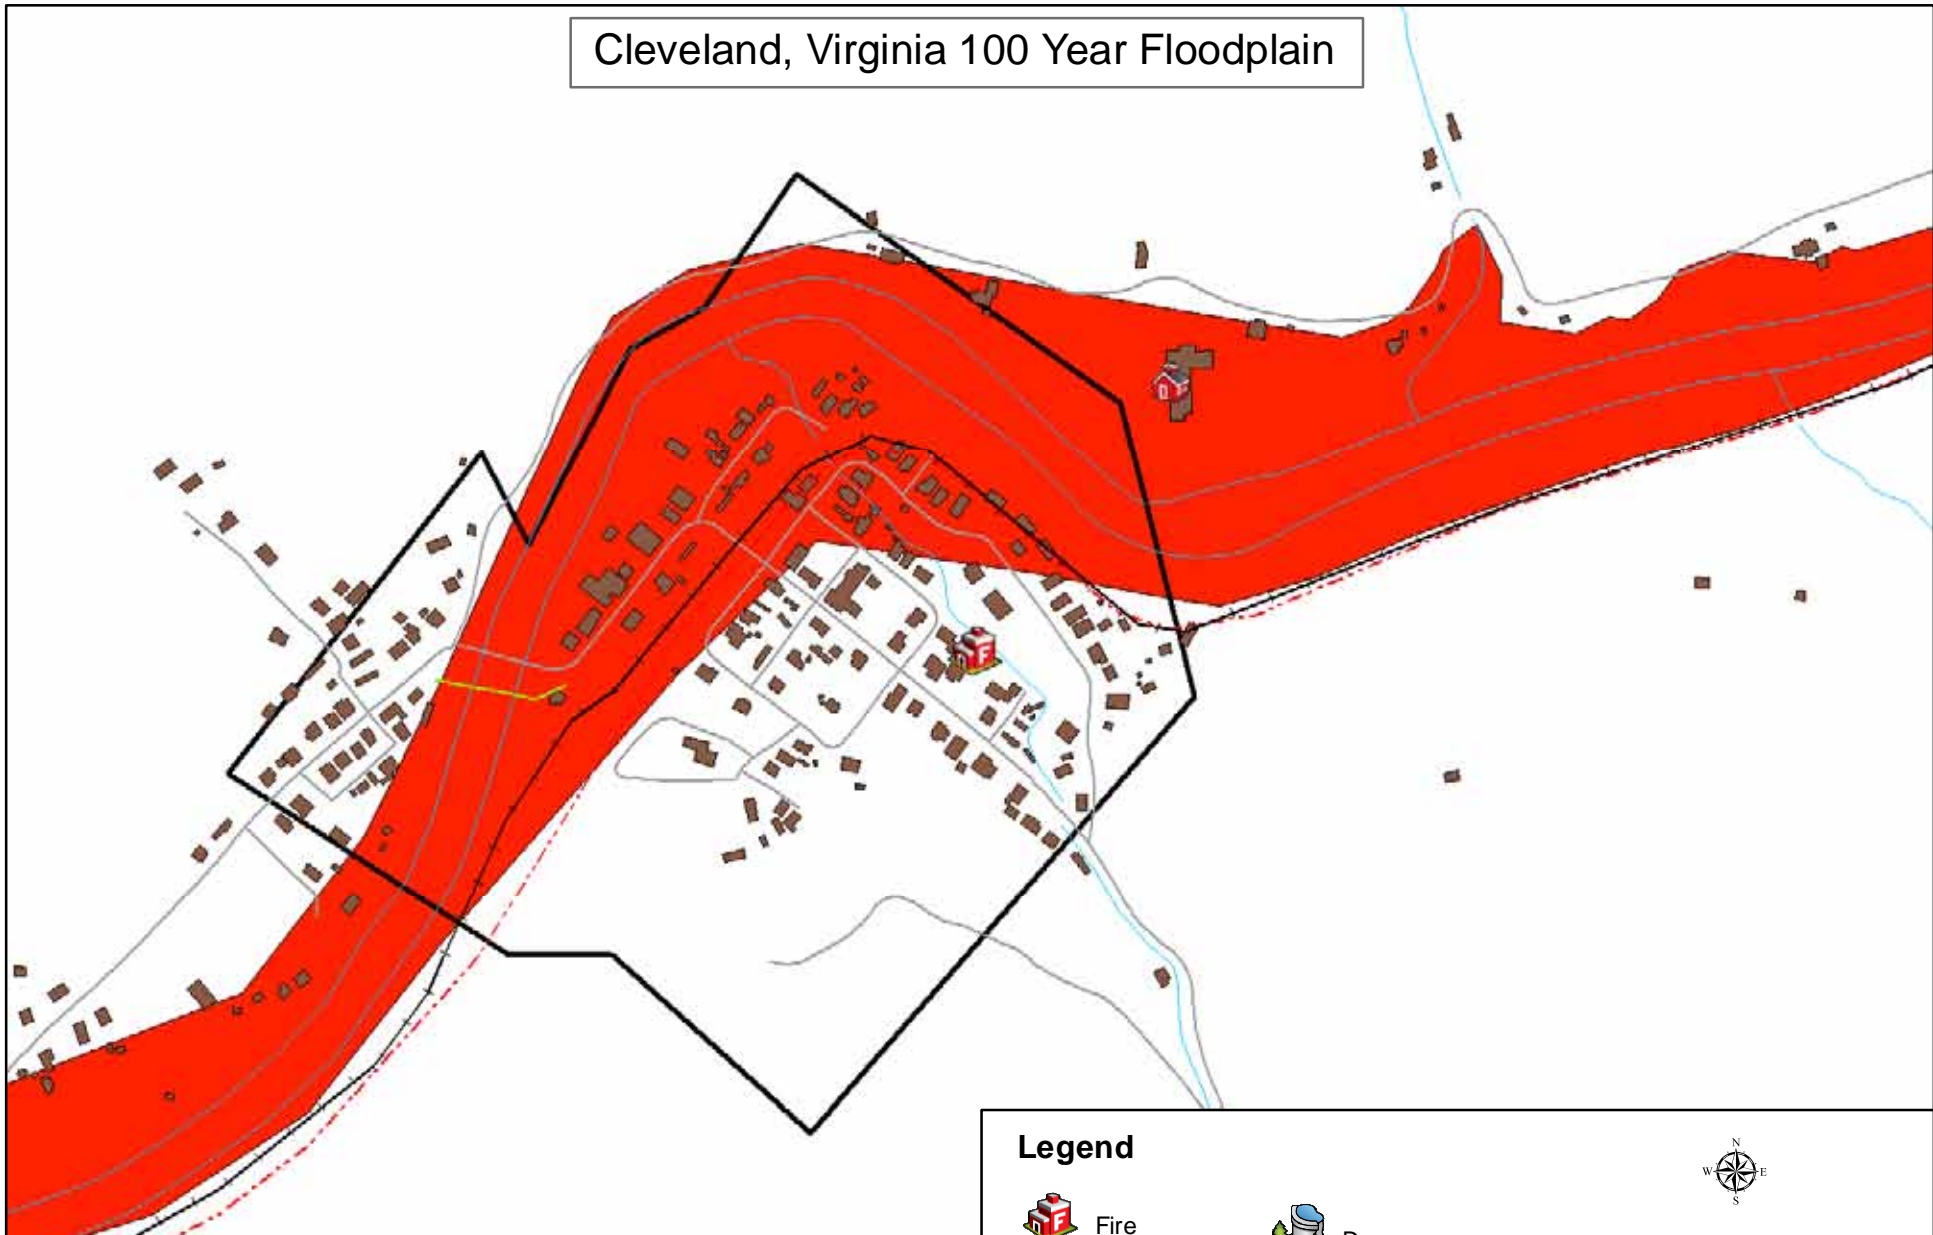 Cleveland, Virginia 100 Year Floodplain
F
Legend
N
W E
S
F Fire